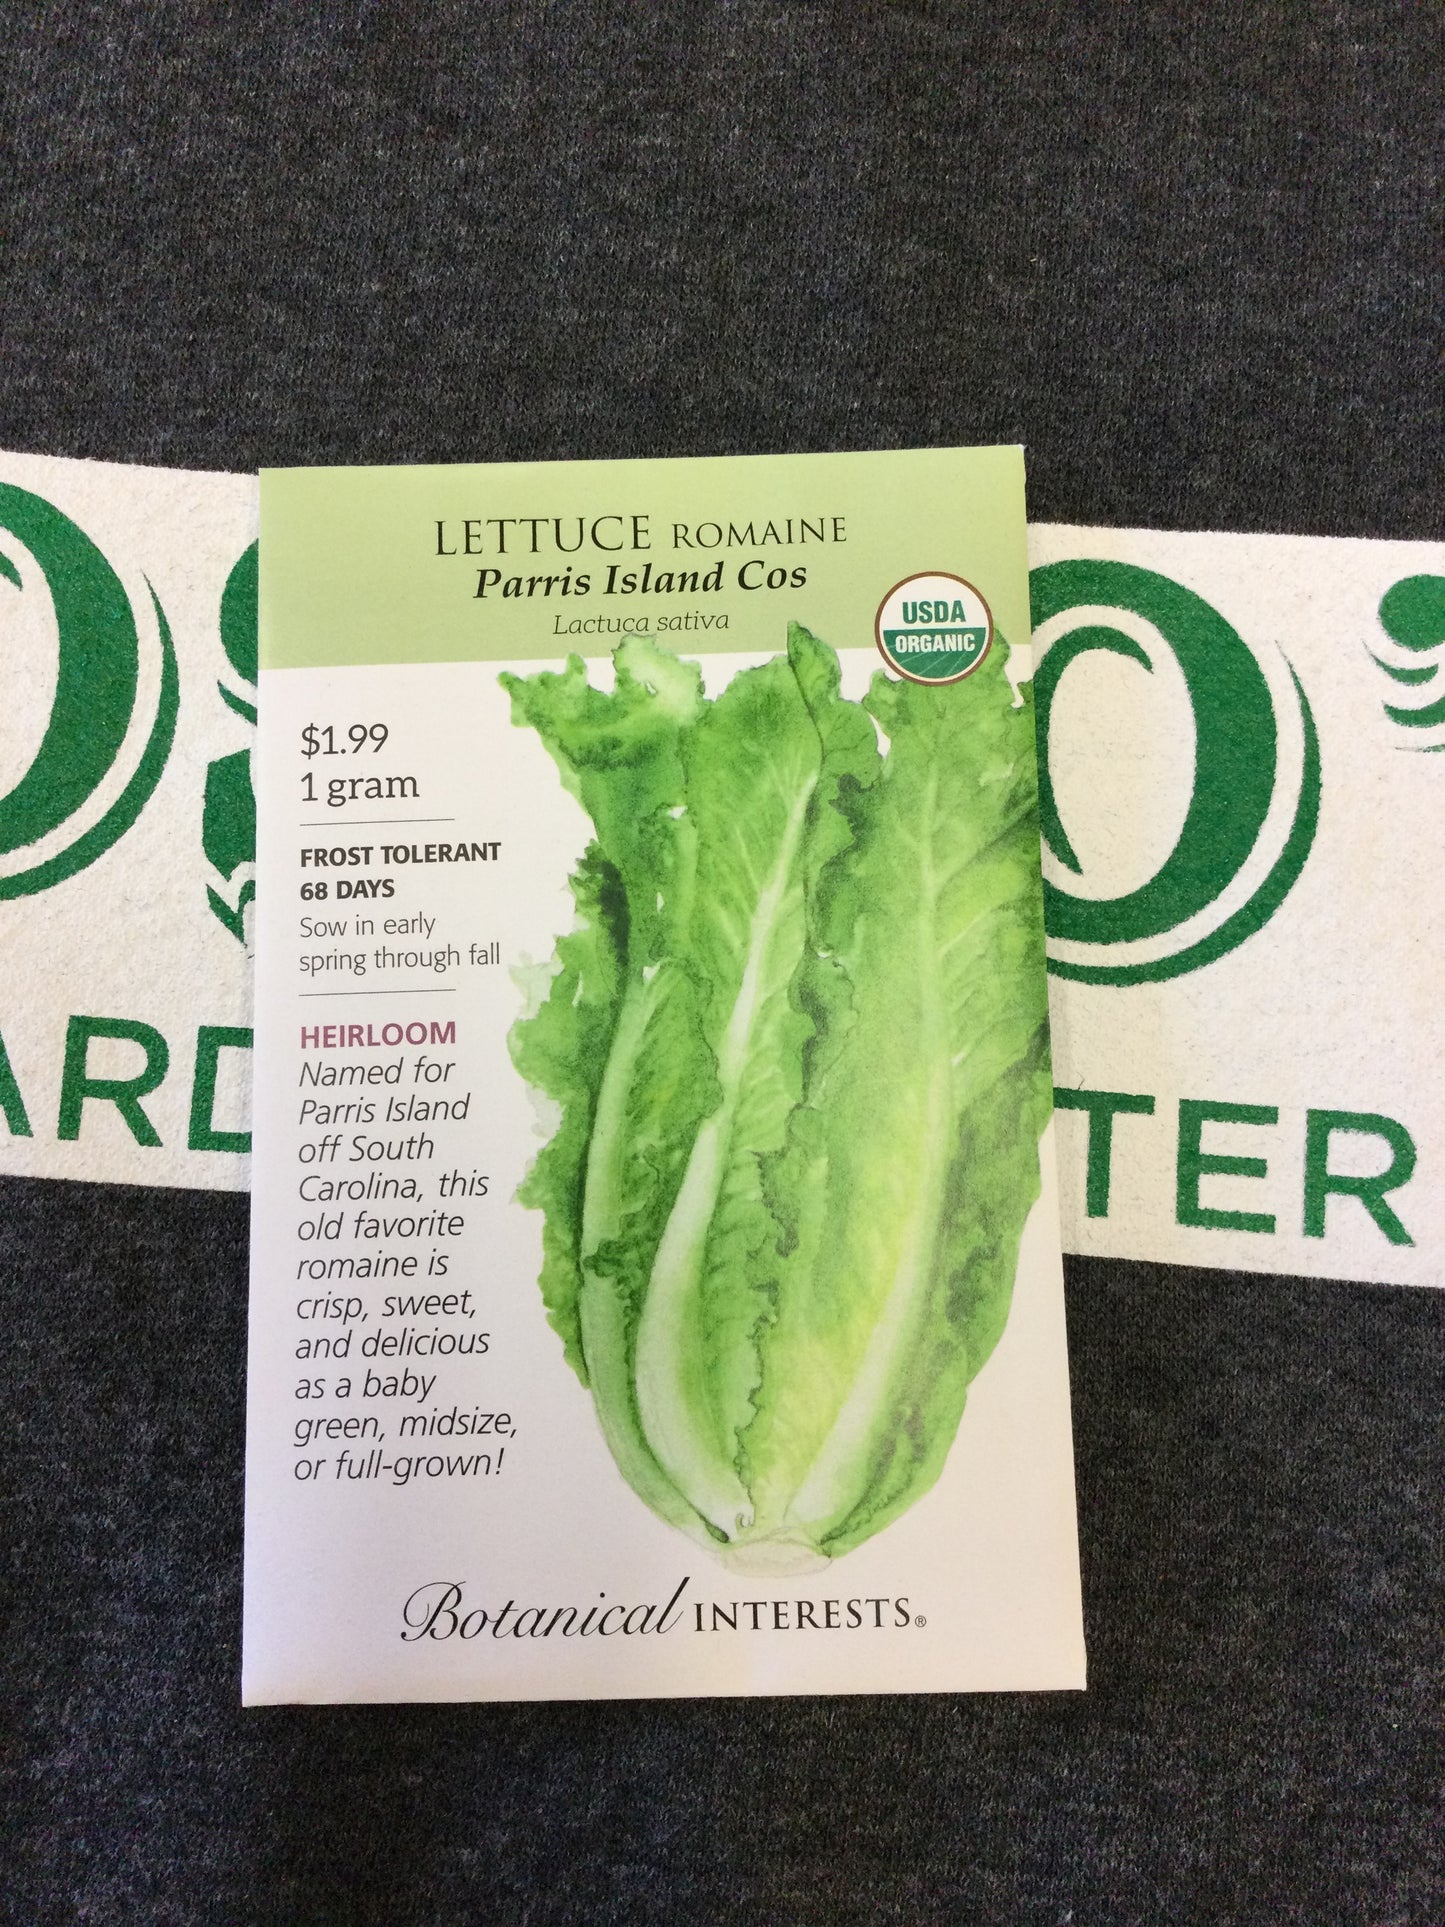 LETTUCE ROMAINE
Parris Island Cos
Lactuca sativa
USDA
ORGANIC
$1.99
1 gram
FROST TOLERANT
68 DAYS
Sow in early
spring through fall
HEIRLOOM
Named for
Parris Island
off South
Carolina, this
old favorite
romaine is
crisp, sweet,
and delicious
as a baby
green, midsize,
or full-grown!
Botanical INTERESTS®